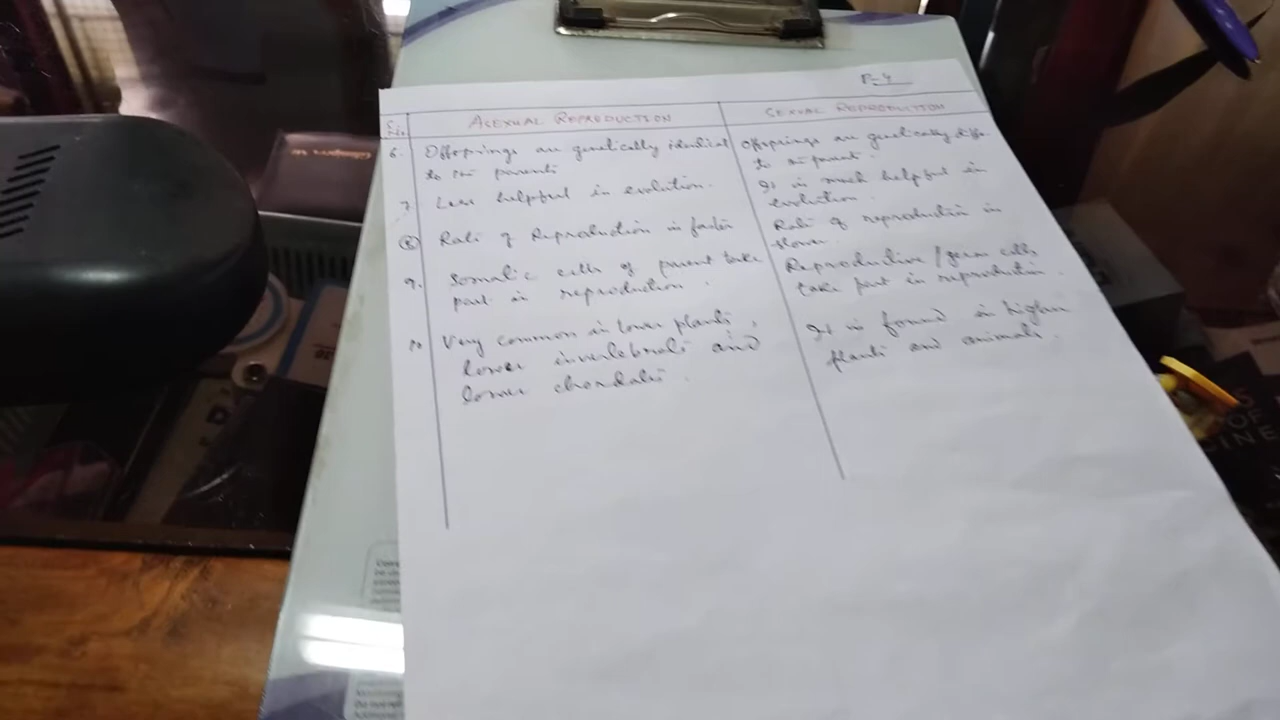 P-4
S. No.
ASEXUAL REPRODUCTION
SEXUAL REPRODUCTION
6. Offsprings are genetically identical
to the parents
Offsprings are genetically diffe-
to the parent.
7. Less helpful in evolution.
It is much helpful in
evolution.
8 Rate of Reproduction is faster
Rate of reproduction is
slower.
9. Somatic cells of parent take
part in reproduction.
Reproductive/germ cells
take part in reproduction.
10 Very common in lower plants,
lower invertebrate and
lower chordates.
It is found in higher
plants and animals.